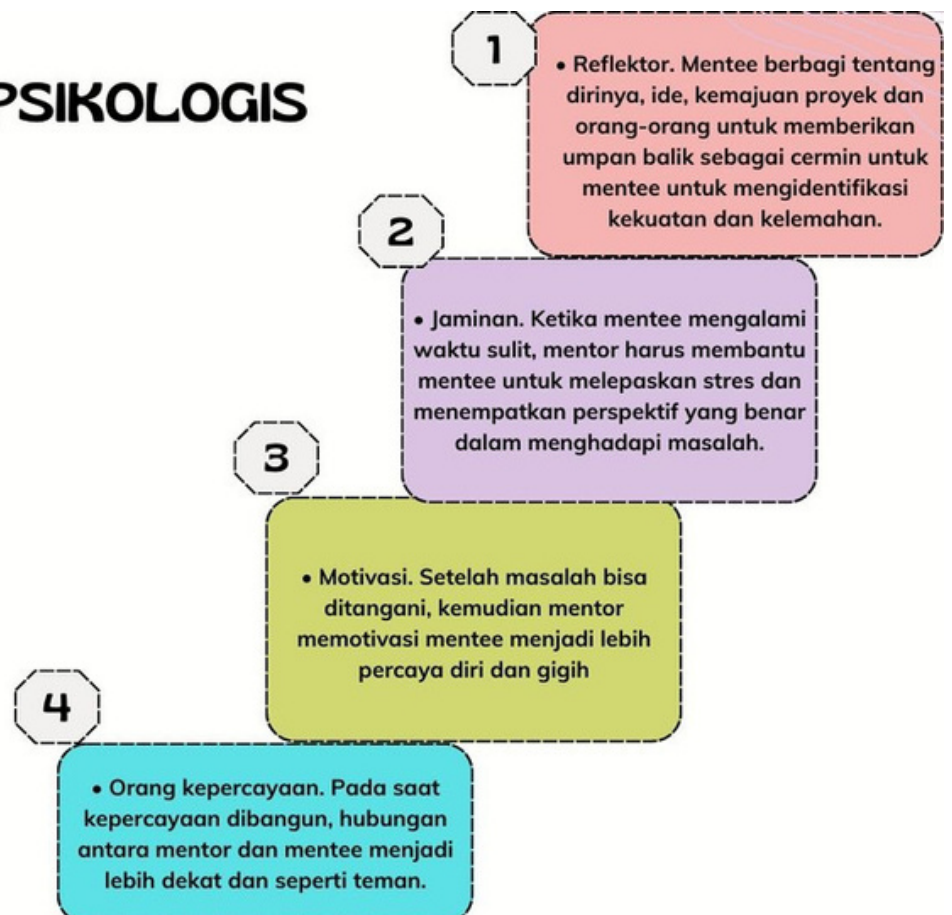 PSIKOLOGIS
1
• Reflektor. Mentee berbagi tentang
dirinya, ide, kemajuan proyek dan
orang-orang untuk memberikan
umpan balik sebagai cermin untuk
mentee untuk mengidentifikasi
kekuatan dan kelemahan.
2
• Jaminan. Ketika mentee mengalami
waktu sulit, mentor harus membantu
mentee untuk melepaskan stres dan
menempatkan perspektif yang benar
dalam menghadapi masalah.
3
• Motivasi. Setelah masalah bisa
ditangani, kemudian mentor
memotivasi mentee menjadi lebih
percaya diri dan gigih
4
• Orang kepercayaan. Pada saat
kepercayaan dibangun, hubungan
antara mentor dan mentee menjadi
lebih dekat dan seperti teman.